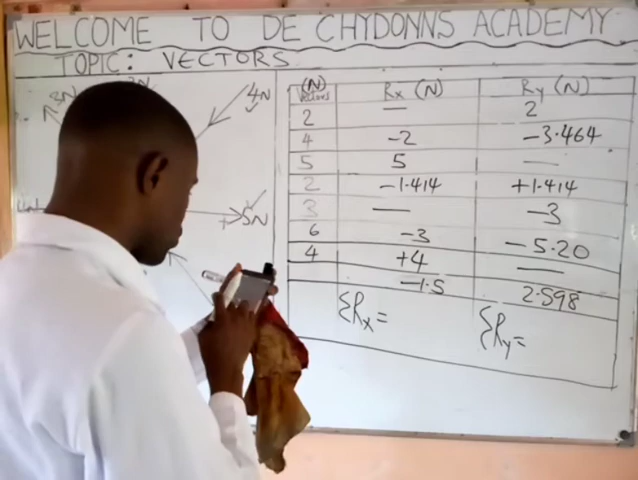 WELCOME TO DE CHYDONNS ACADEMY
TOPIC: VECTORS
3N
4N
5N
(N) Vectors Rx (N) Ry (N)
2 — 2
4 -2 -3.464
5 5 —
2 -1.414 +1.414
3 — -3
6 -3 -5.20
4 +4 —
-1.5 2.598
ΣRx = ΣRy =